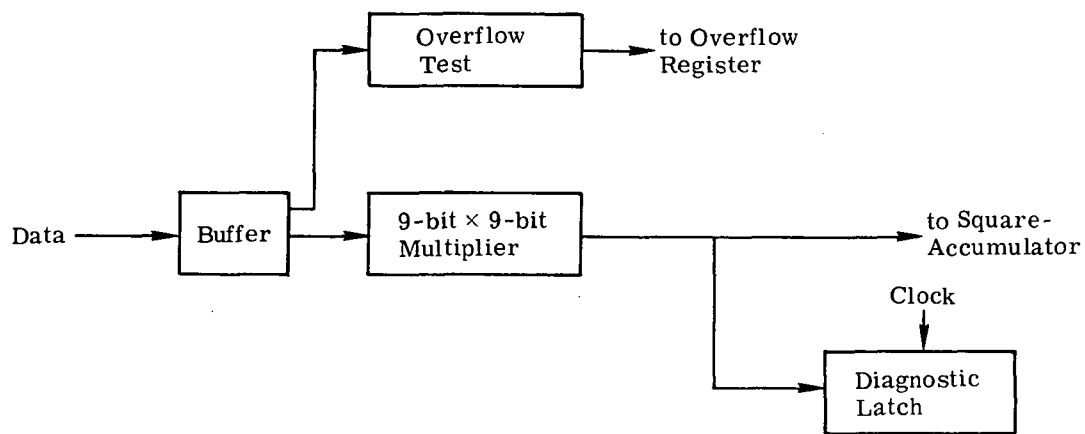 Overflow
Test
to Overflow
Register
Data
Buffer
9-bit × 9-bit
Multiplier
to Square-
Accumulator
Clock
Diagnostic
Latch